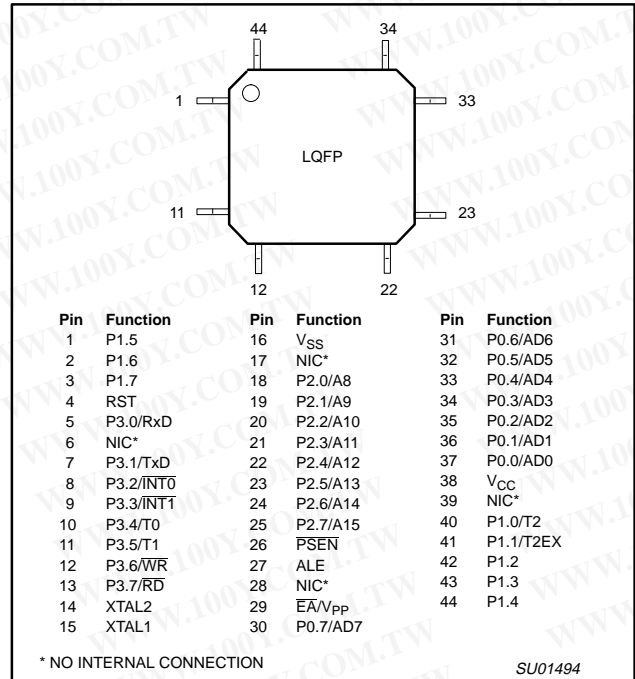 44 34
1 33
LQFP
11 23
12 22
Pin Function Pin Function Pin Function
1 P1.5 16 VSS 31 P0.6/AD6
2 P1.6 17 NIC* 32 P0.5/AD5
3 P1.7 18 P2.0/A8 33 P0.4/AD4
4 RST 19 P2.1/A9 34 P0.3/AD3
5 P3.0/RxD 20 P2.2/A10 35 P0.2/AD2
6 NIC* 21 P2.3/A11 36 P0.1/AD1
7 P3.1/TxD 22 P2.4/A12 37 P0.0/AD0
8 P3.2/I̅N̅T̅0̅ 23 P2.5/A13 38 VCC
9 P3.3/I̅N̅T̅1̅ 24 P2.6/A14 39 NIC*
10 P3.4/T0 25 P2.7/A15 40 P1.0/T2
11 P3.5/T1 26 P̅S̅E̅N̅ 41 P1.1/T2EX
12 P3.6/W̅R̅ 27 ALE 42 P1.2
13 P3.7/R̅D̅ 28 NIC* 43 P1.3
14 XTAL2 29 E̅A̅/VPP 44 P1.4
15 XTAL1 30 P0.7/AD7
* NO INTERNAL CONNECTION
SU01494
WWW.100Y.COM.TW